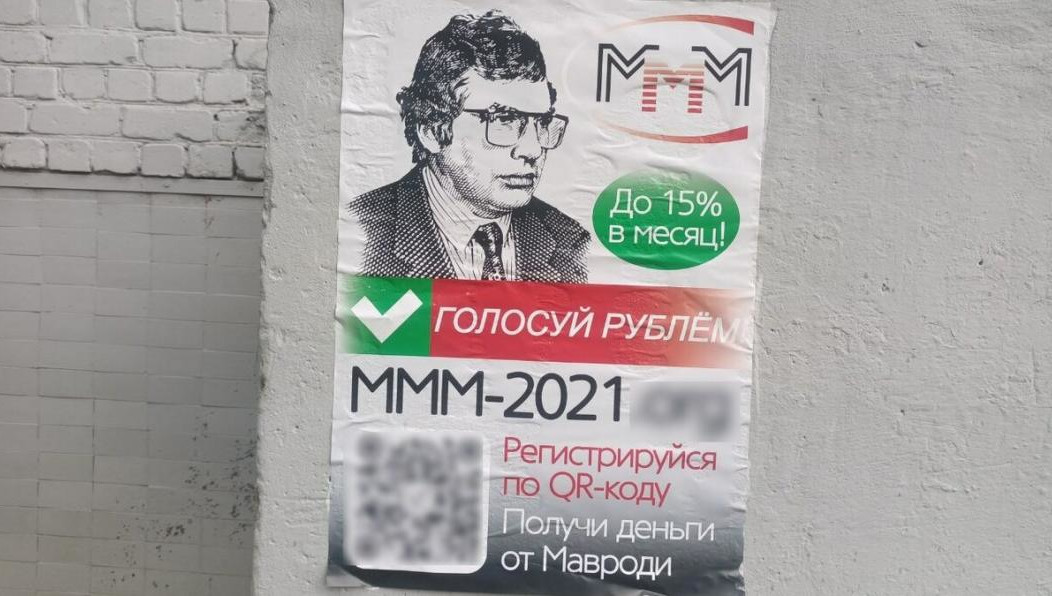 МММ
До 15%
в месяц!
ГОЛОСУЙ РУБЛЁМ
МММ-2021
Регистрируйся
по QR-коду
Получи деньги
от Мавроди